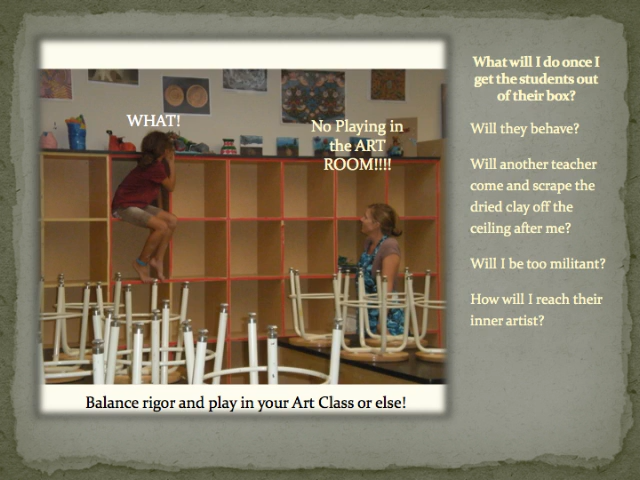 WHAT!
No Playing in
the ART
ROOM!!!!
Balance rigor and play in your Art Class or else!
What will I do once I
get the students out
of their box?
Will they behave?
Will another teacher
come and scrape the
dried clay off the
ceiling after me?
Will I be too militant?
How will I reach their
inner artist?